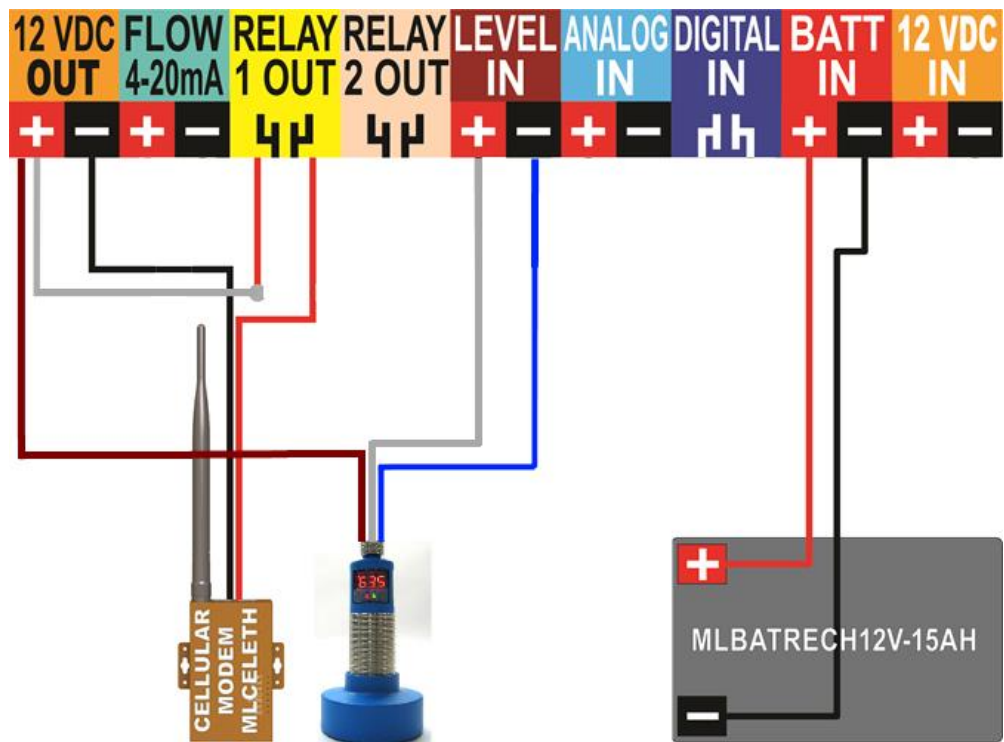 12 VDC OUT
FLOW 4-20mA
RELAY 1 OUT
RELAY 2 OUT
LEVEL IN
ANALOG IN
DIGITAL IN
BATT IN
12 VDC IN
+ − + − + − + − + − + −
635
CELLULAR
MODEM
MLCELETH
+
MLBATRECH12V-15AH
−